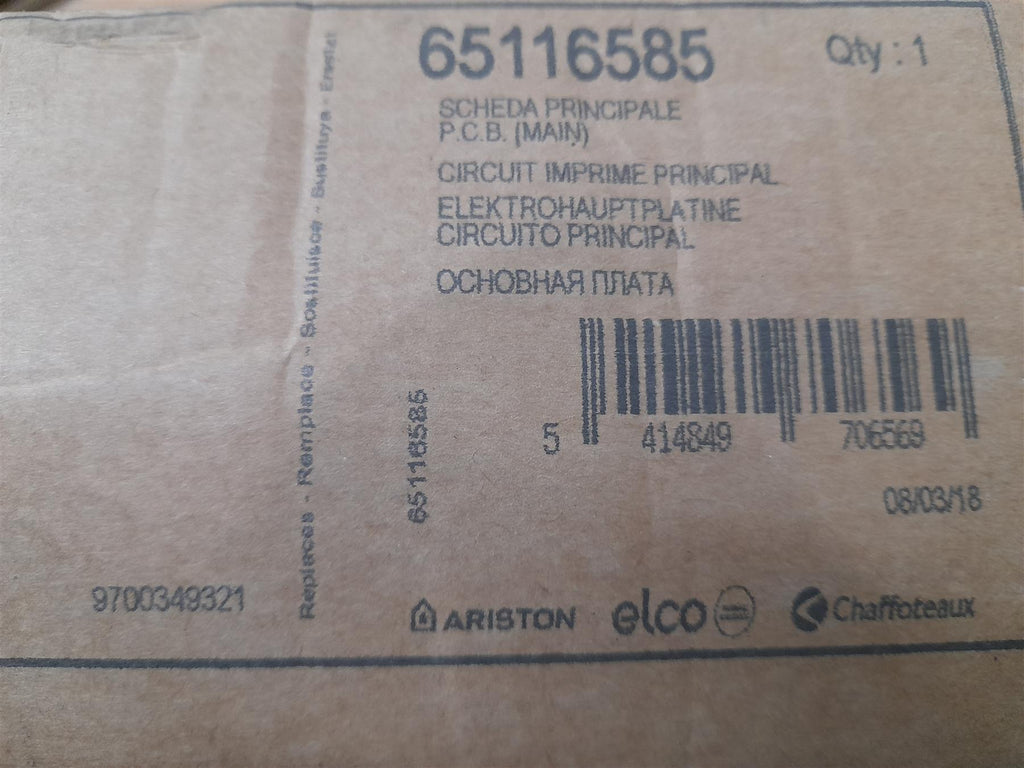 65116585
Qty : 1
SCHEDA PRINCIPALE
P.C.B. (MAIN)
CIRCUIT IMPRIME PRINCIPAL
ELEKTROHAUPTPLATINE
CIRCUITO PRINCIPAL
ОСНОВНАЯ ПЛАТА
Replaces - Remplace - Sostituisce - Sustituya - Ersetzt
65116585
5 414849 706569
08/03/18
9700349321
ARISTON elco Chaffoteaux